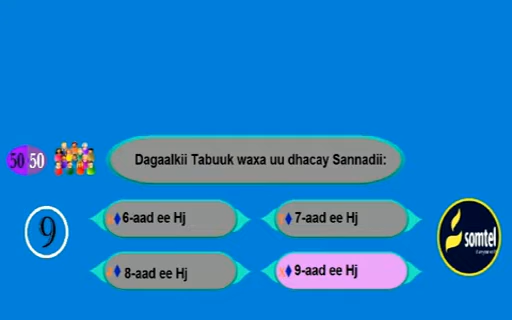 50 50
Dagaalkii Tabuuk waxa uu dhacay Sannadii:
9
6-aad ee Hj
7-aad ee Hj
8-aad ee Hj
9-aad ee Hj
somtel